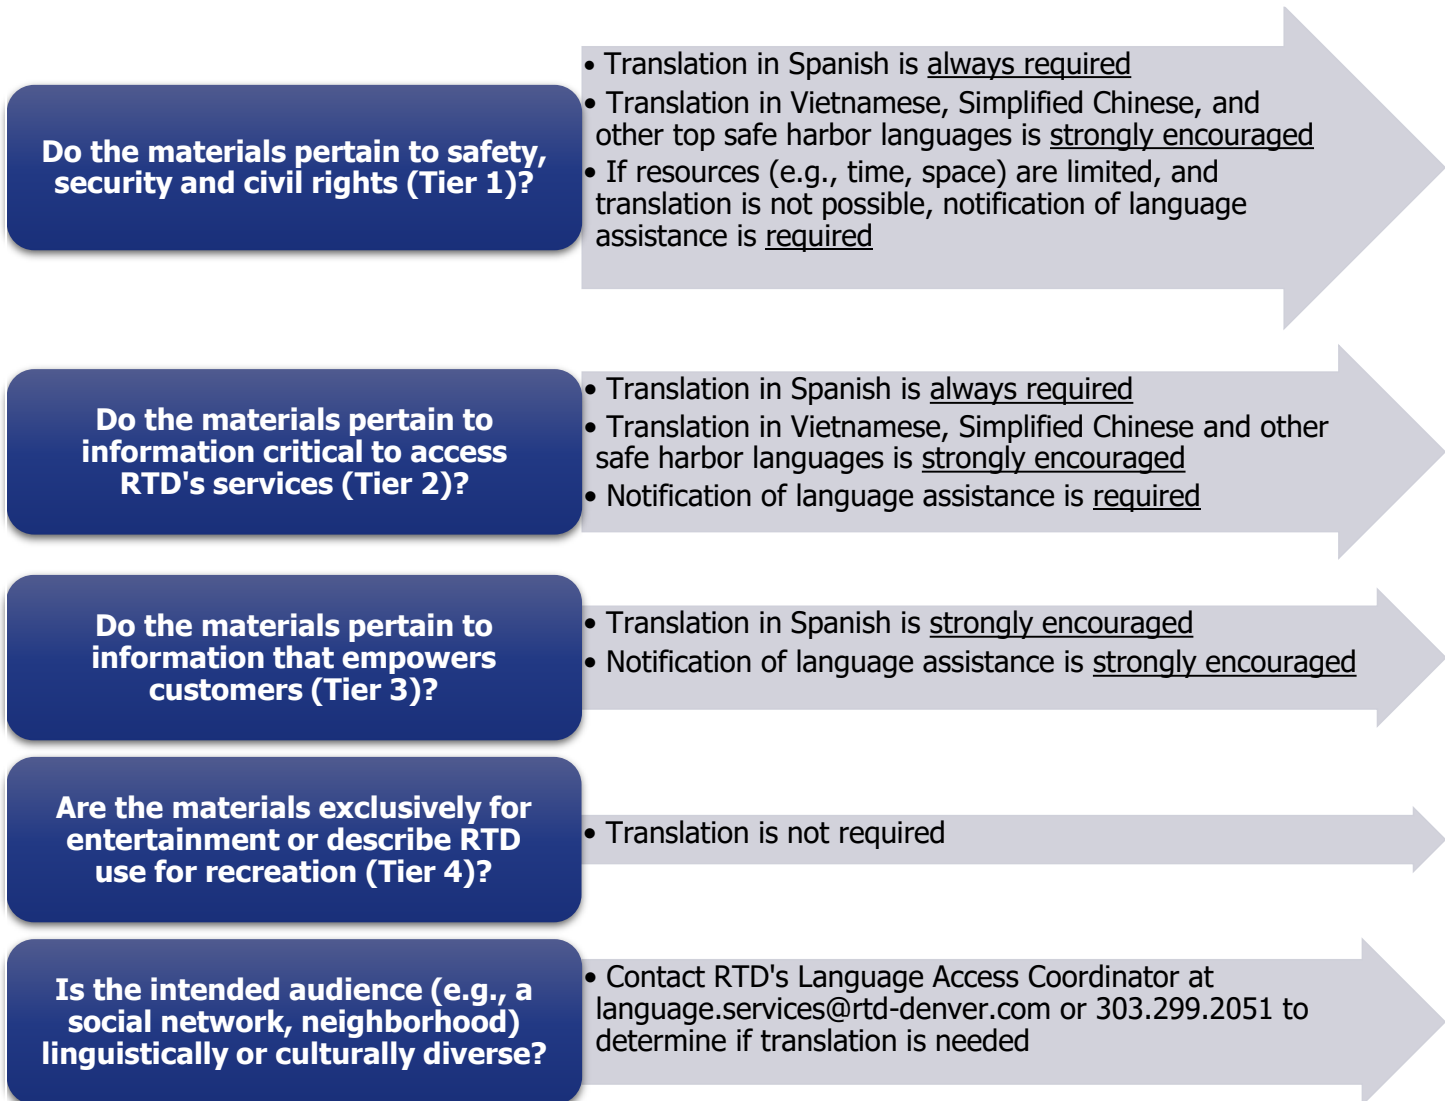 Do the materials pertain to safety,
security and civil rights (Tier 1)?
• Translation in Spanish is always required
• Translation in Vietnamese, Simplified Chinese, and
other top safe harbor languages is strongly encouraged
• If resources (e.g., time, space) are limited, and
translation is not possible, notification of language
assistance is required
Do the materials pertain to
information critical to access
RTD's services (Tier 2)?
• Translation in Spanish is always required
• Translation in Vietnamese, Simplified Chinese and other
safe harbor languages is strongly encouraged
• Notification of language assistance is required
Do the materials pertain to
information that empowers
customers (Tier 3)?
• Translation in Spanish is strongly encouraged
• Notification of language assistance is strongly encouraged
Are the materials exclusively for
entertainment or describe RTD
use for recreation (Tier 4)?
• Translation is not required
Is the intended audience (e.g., a
social network, neighborhood)
linguistically or culturally diverse?
• Contact RTD's Language Access Coordinator at
language.services@rtd-denver.com or 303.299.2051 to
determine if translation is needed